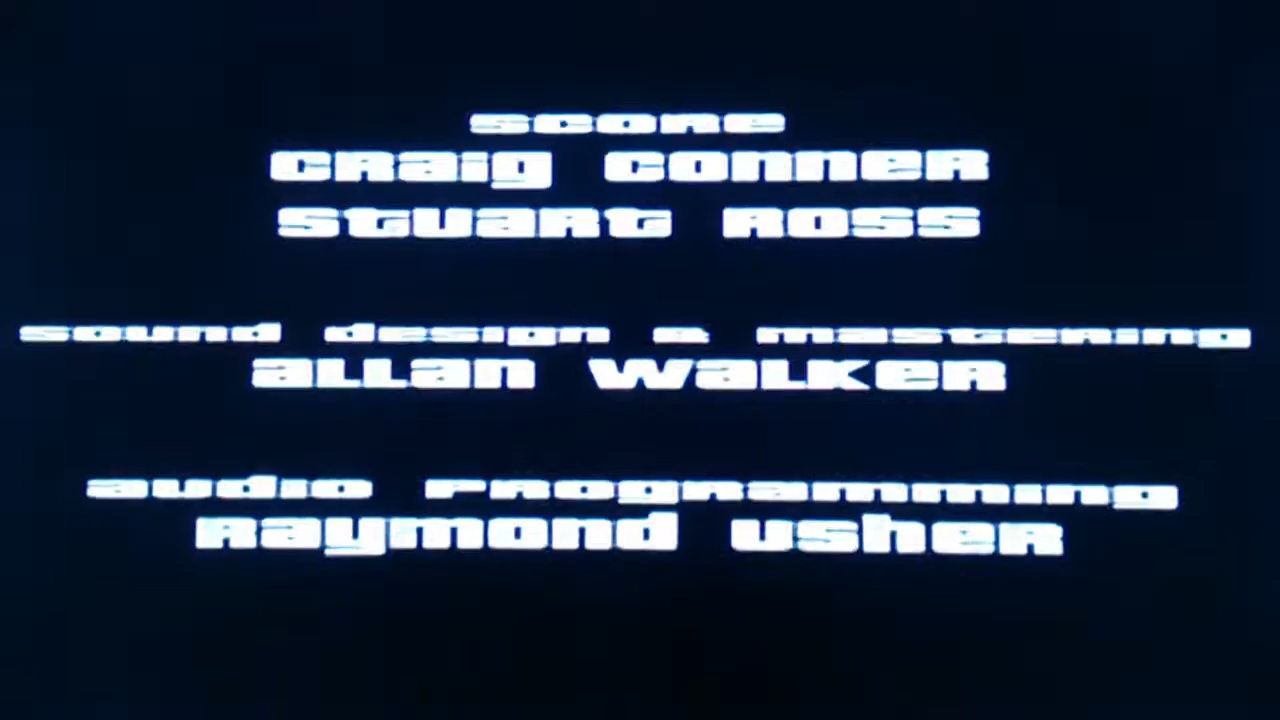 score
craig conner
stuart ross
sound design & mastering
allan walker
audio programming
raymond usher